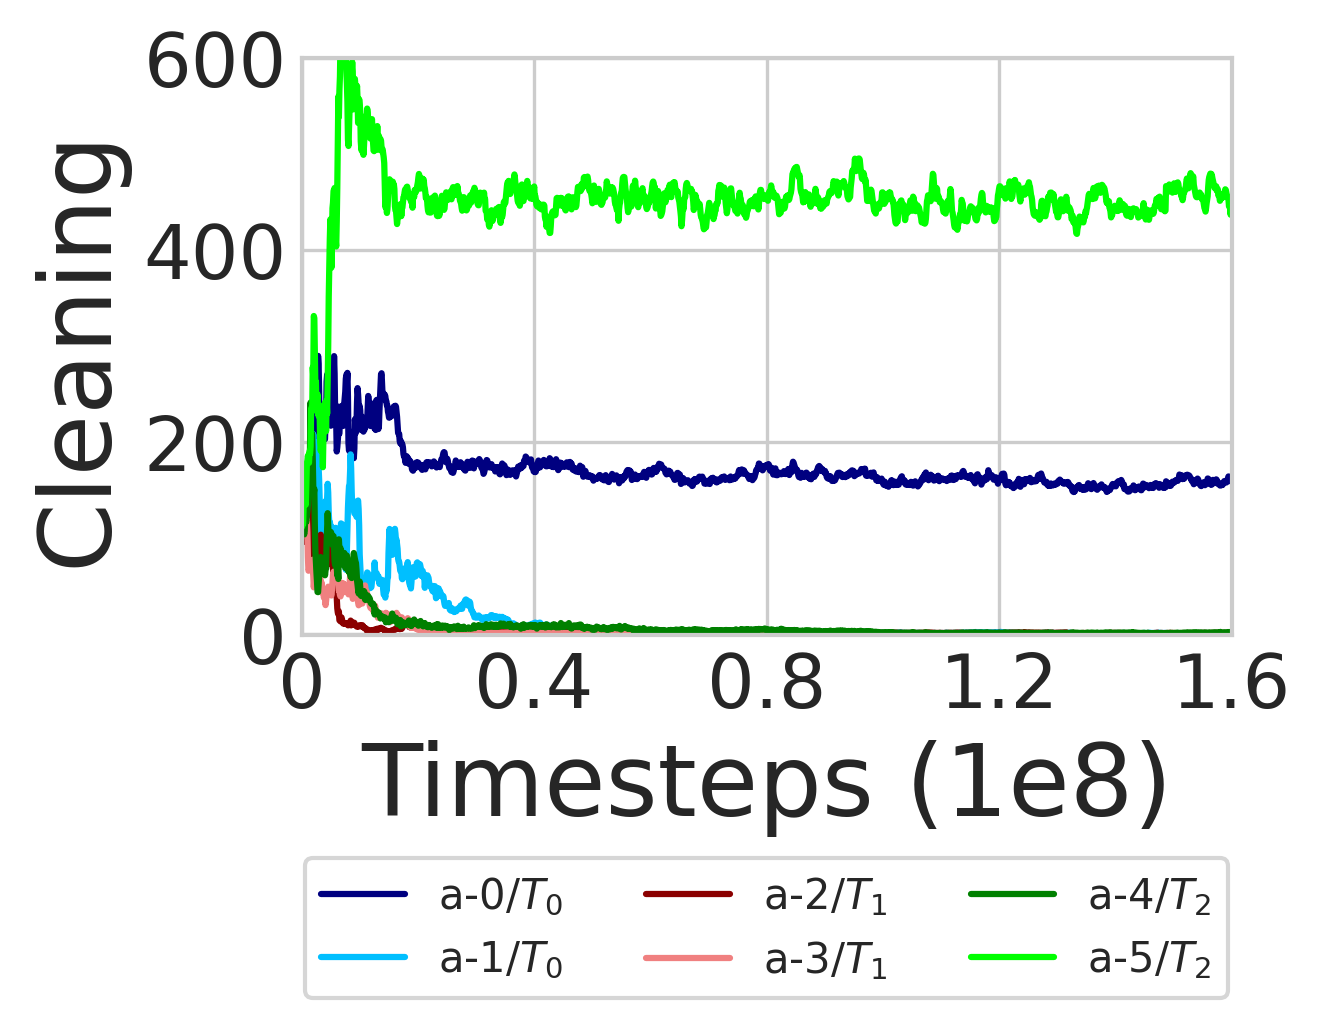 600
400
200
0
Cleaning
0 0.4 0.8 1.2 1.6
Timesteps (1e8)
a-0/T₀ a-2/T₁ a-4/T₂
a-1/T₀ a-3/T₁ a-5/T₂